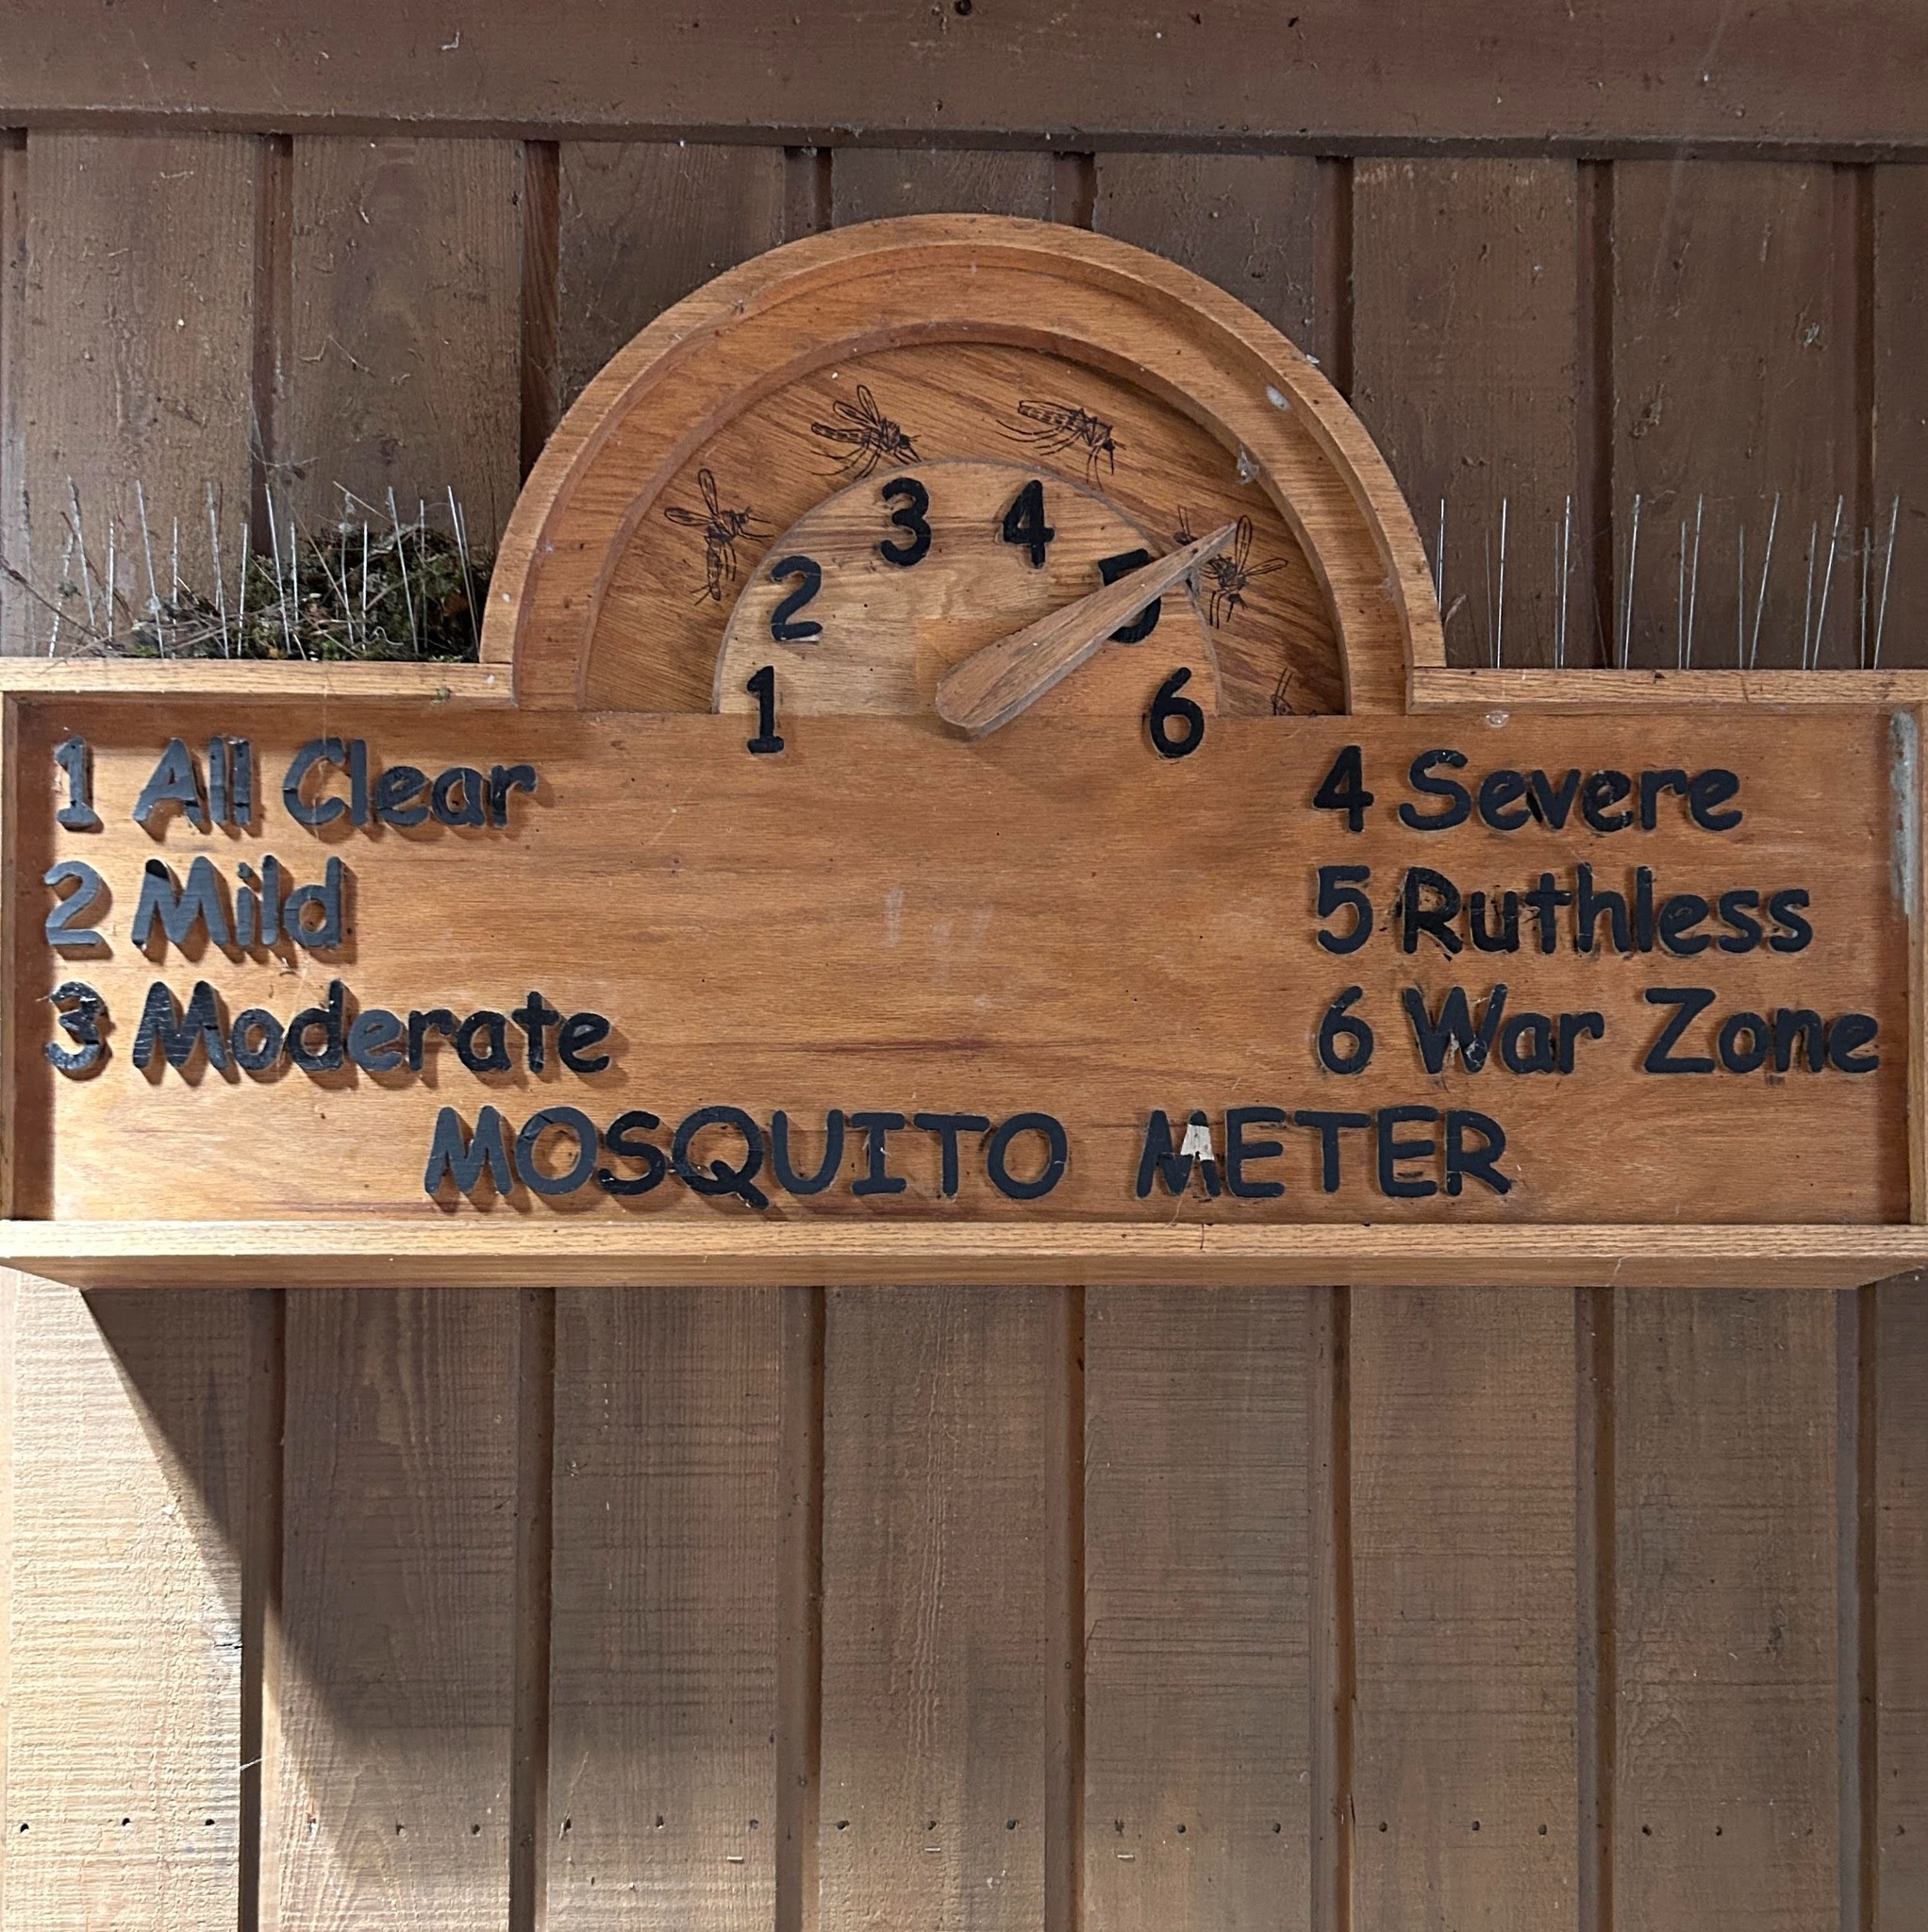 3 4
2 5
1 6
1 All Clear
2 Mild
3 Moderate
4 Severe
5 Ruthless
6 War Zone
MOSQUITO METER